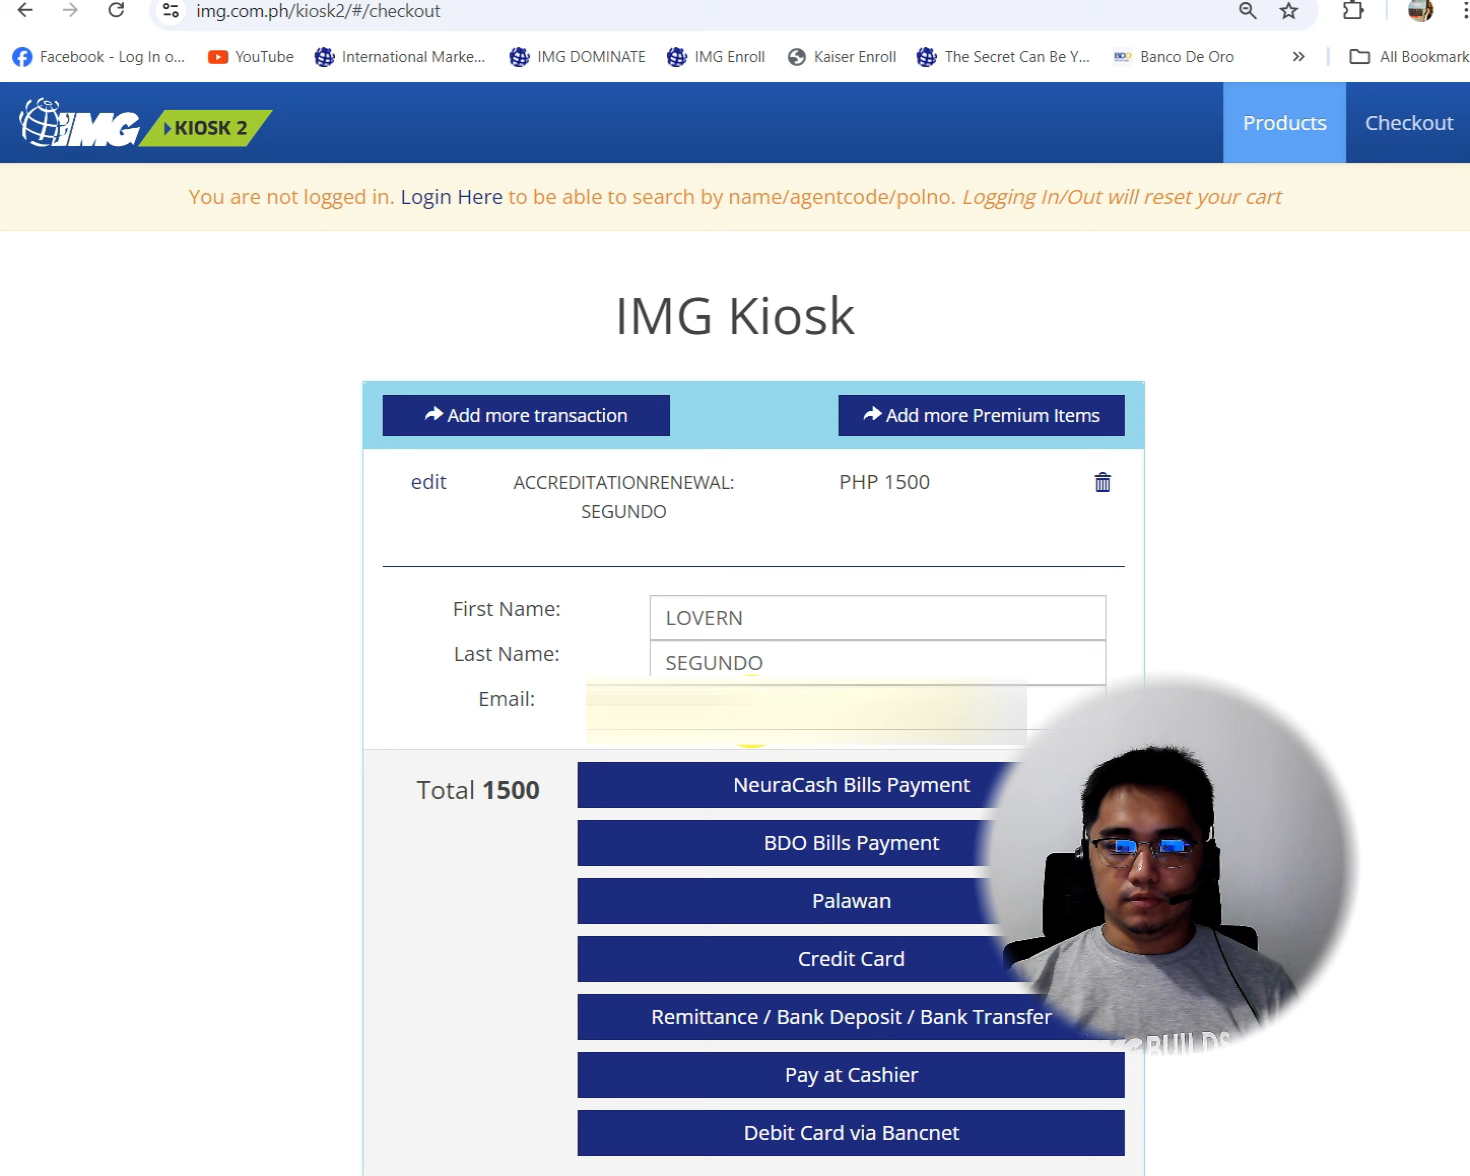 img.com.ph/kiosk2/#/checkout
Facebook - Log In o...
YouTube
International Marke...
IMG DOMINATE
IMG Enroll
Kaiser Enroll
The Secret Can Be Y...
BDO
Banco De Oro
»
All Bookmark
IMG KIOSK 2
Products
Checkout
You are not logged in. Login Here to be able to search by name/agentcode/polno. Logging In/Out will reset your cart
IMG Kiosk
Add more transaction
Add more Premium Items
edit
ACCREDITATIONRENEWAL:
SEGUNDO
PHP 1500
First Name:
LOVERN
Last Name:
SEGUNDO
Email:
Total 1500
NeuraCash Bills Payment
BDO Bills Payment
Palawan
Credit Card
Remittance / Bank Deposit / Bank Transfer
Pay at Cashier
Debit Card via Bancnet
BUILDS